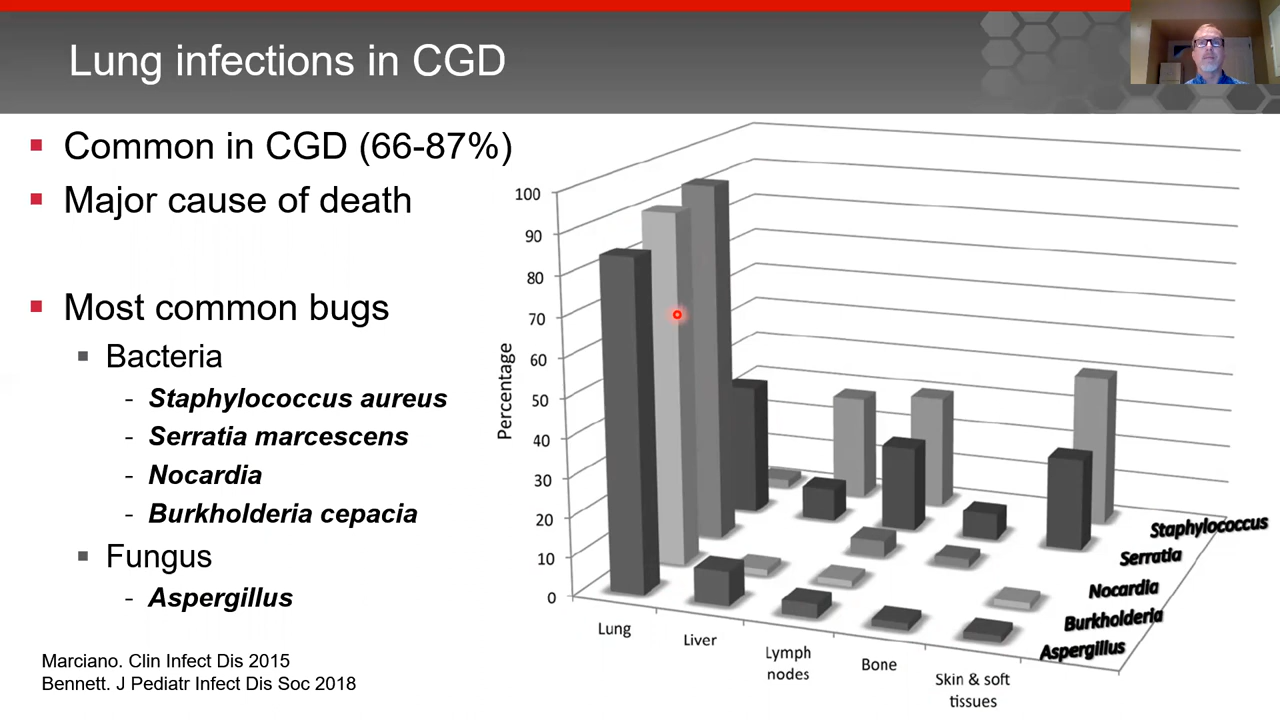 Lung infections in CGD
Common in CGD (66-87%)
Major cause of death
Most common bugs
Bacteria
- Staphylococcus aureus
- Serratia marcescens
- Nocardia
- Burkholderia cepacia
Fungus
- Aspergillus
Marciano. Clin Infect Dis 2015
Bennett. J Pediatr Infect Dis Soc 2018
Percentage
100
90
80
70
60
50
40
30
20
10
0
Lung
Liver
Lymph
nodes
Bone
Skin & soft
tissues
Staphylococcus
Serratia
Nocardia
Burkholderia
Aspergillus